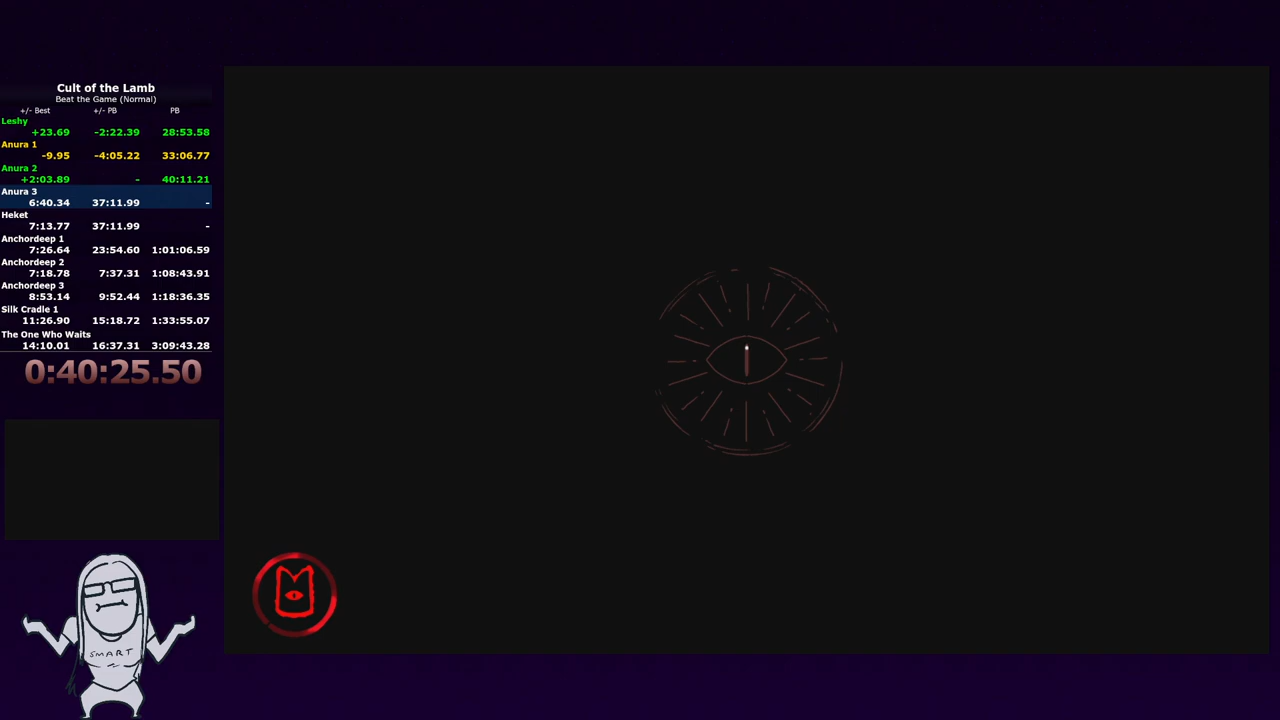 Cult of the Lamb
Beat the Game (Normal)
+/- Best +/- PB PB
Leshy
+23.69 -2:22.39 28:53.58
Anura 1
-9.95 -4:05.22 33:06.77
Anura 2
+2:03.89 - 40:11.21
Anura 3
6:40.34 37:11.99 -
Heket
7:13.77 37:11.99 -
Anchordeep 1
7:26.64 23:54.60 1:01:06.59
Anchordeep 2
7:18.78 7:37.31 1:08:43.91
Anchordeep 3
8:53.14 9:52.44 1:18:36.35
Silk Cradle 1
11:26.90 15:18.72 1:33:55.07
The One Who Waits
14:10.01 16:37.31 3:09:43.28
0:40:25.50
SMART